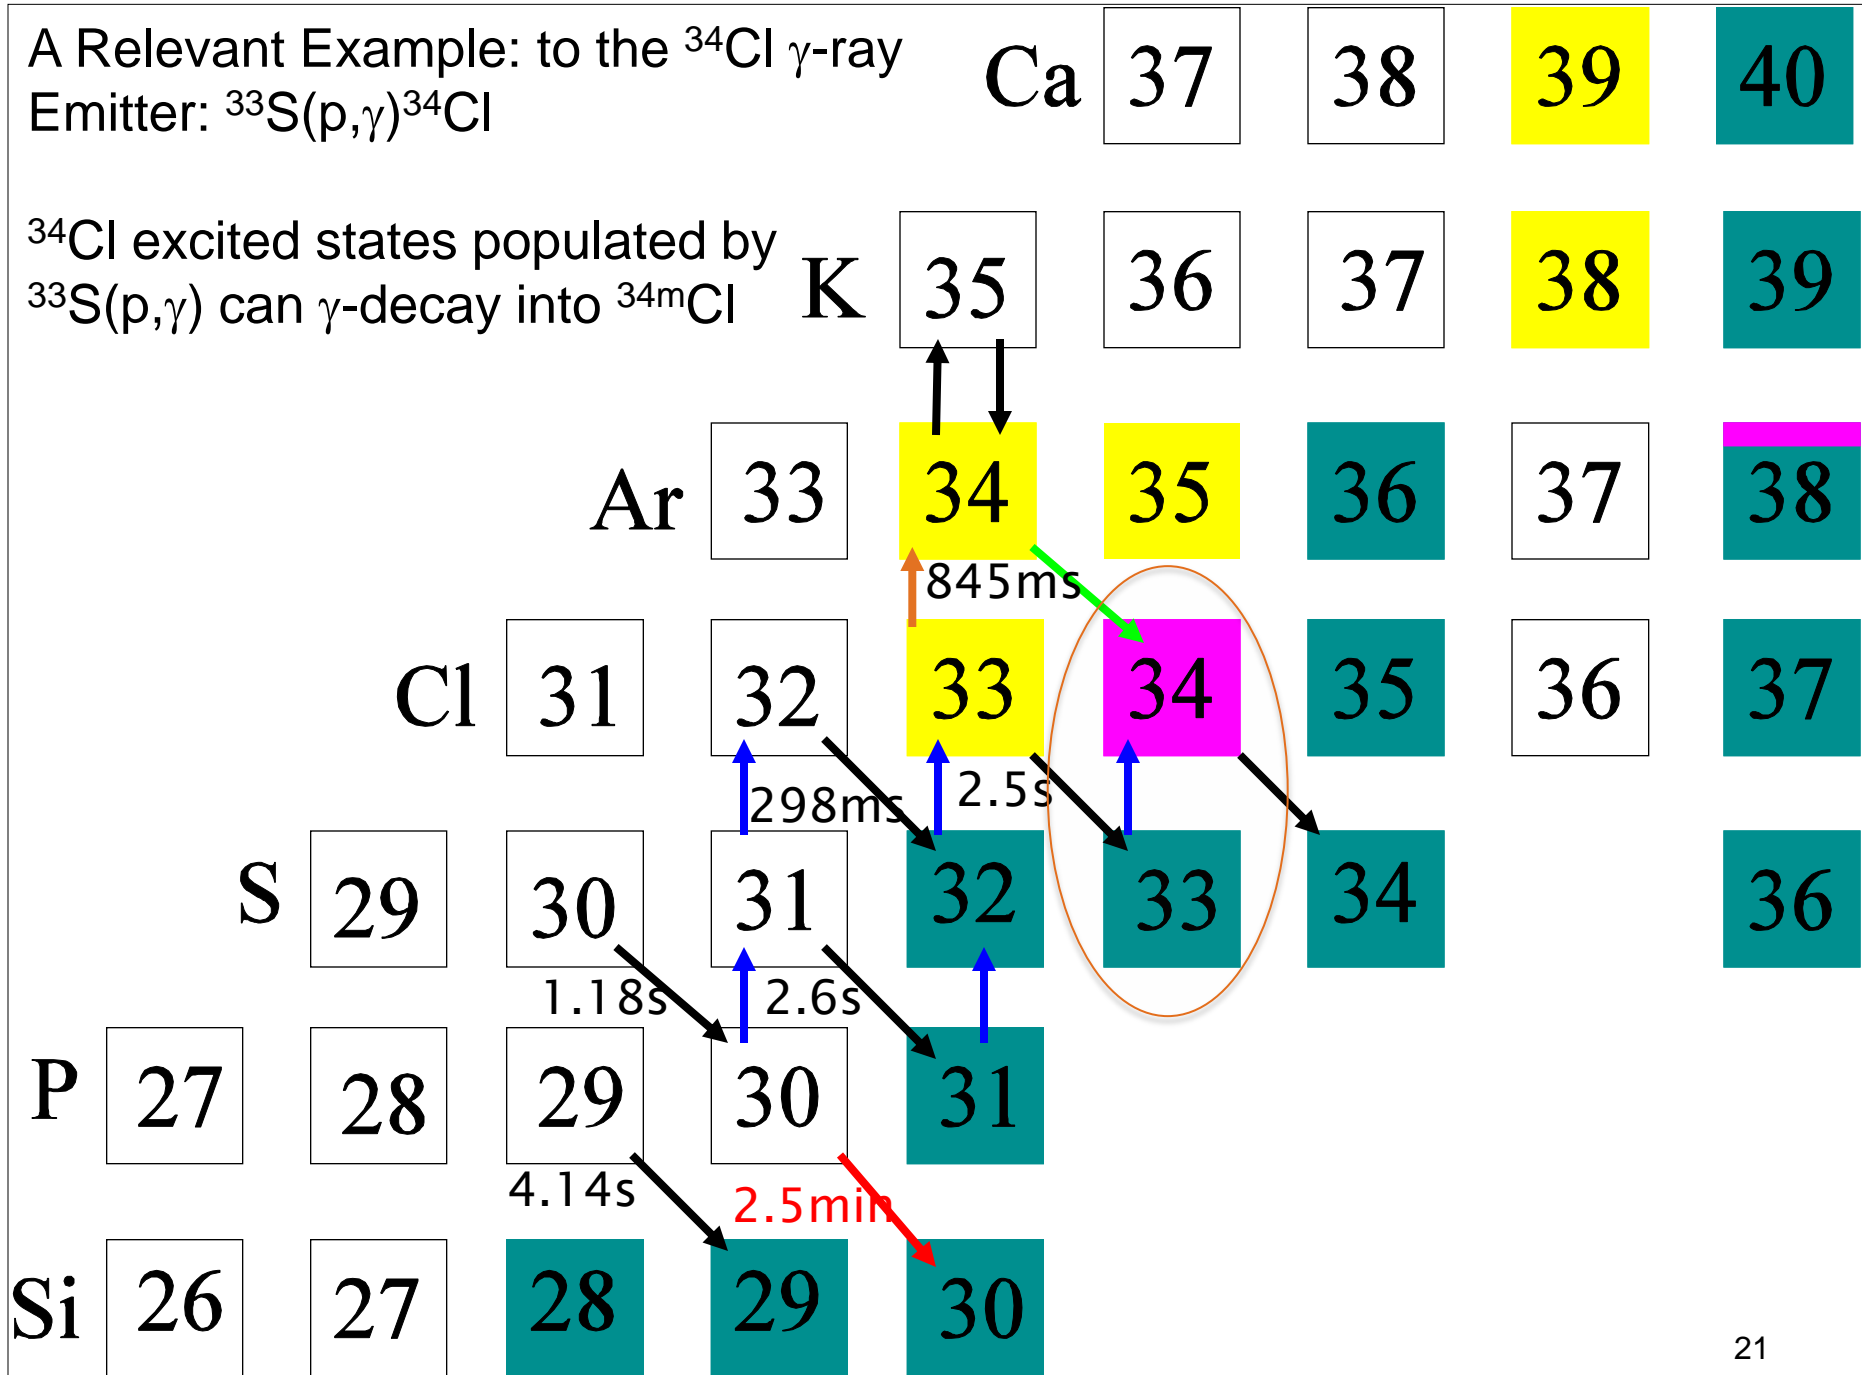 A Relevant Example: to the ³⁴Cl γ-ray
Emitter: ³³S(p,γ)³⁴Cl
³⁴Cl excited states populated by
³³S(p,γ) can γ-decay into ³⁴ᵐCl
Ca 37 38 39 40
K 35 36 37 38 39
Ar 33 34 35 36 37 38
845ms
Cl 31 32 33 34 35 36 37
298ms 2.5s
S 29 30 31 32 33 34 36
1.18s 2.6s
P 27 28 29 30 31
4.14s 2.5min
Si 26 27 28 29 30
21